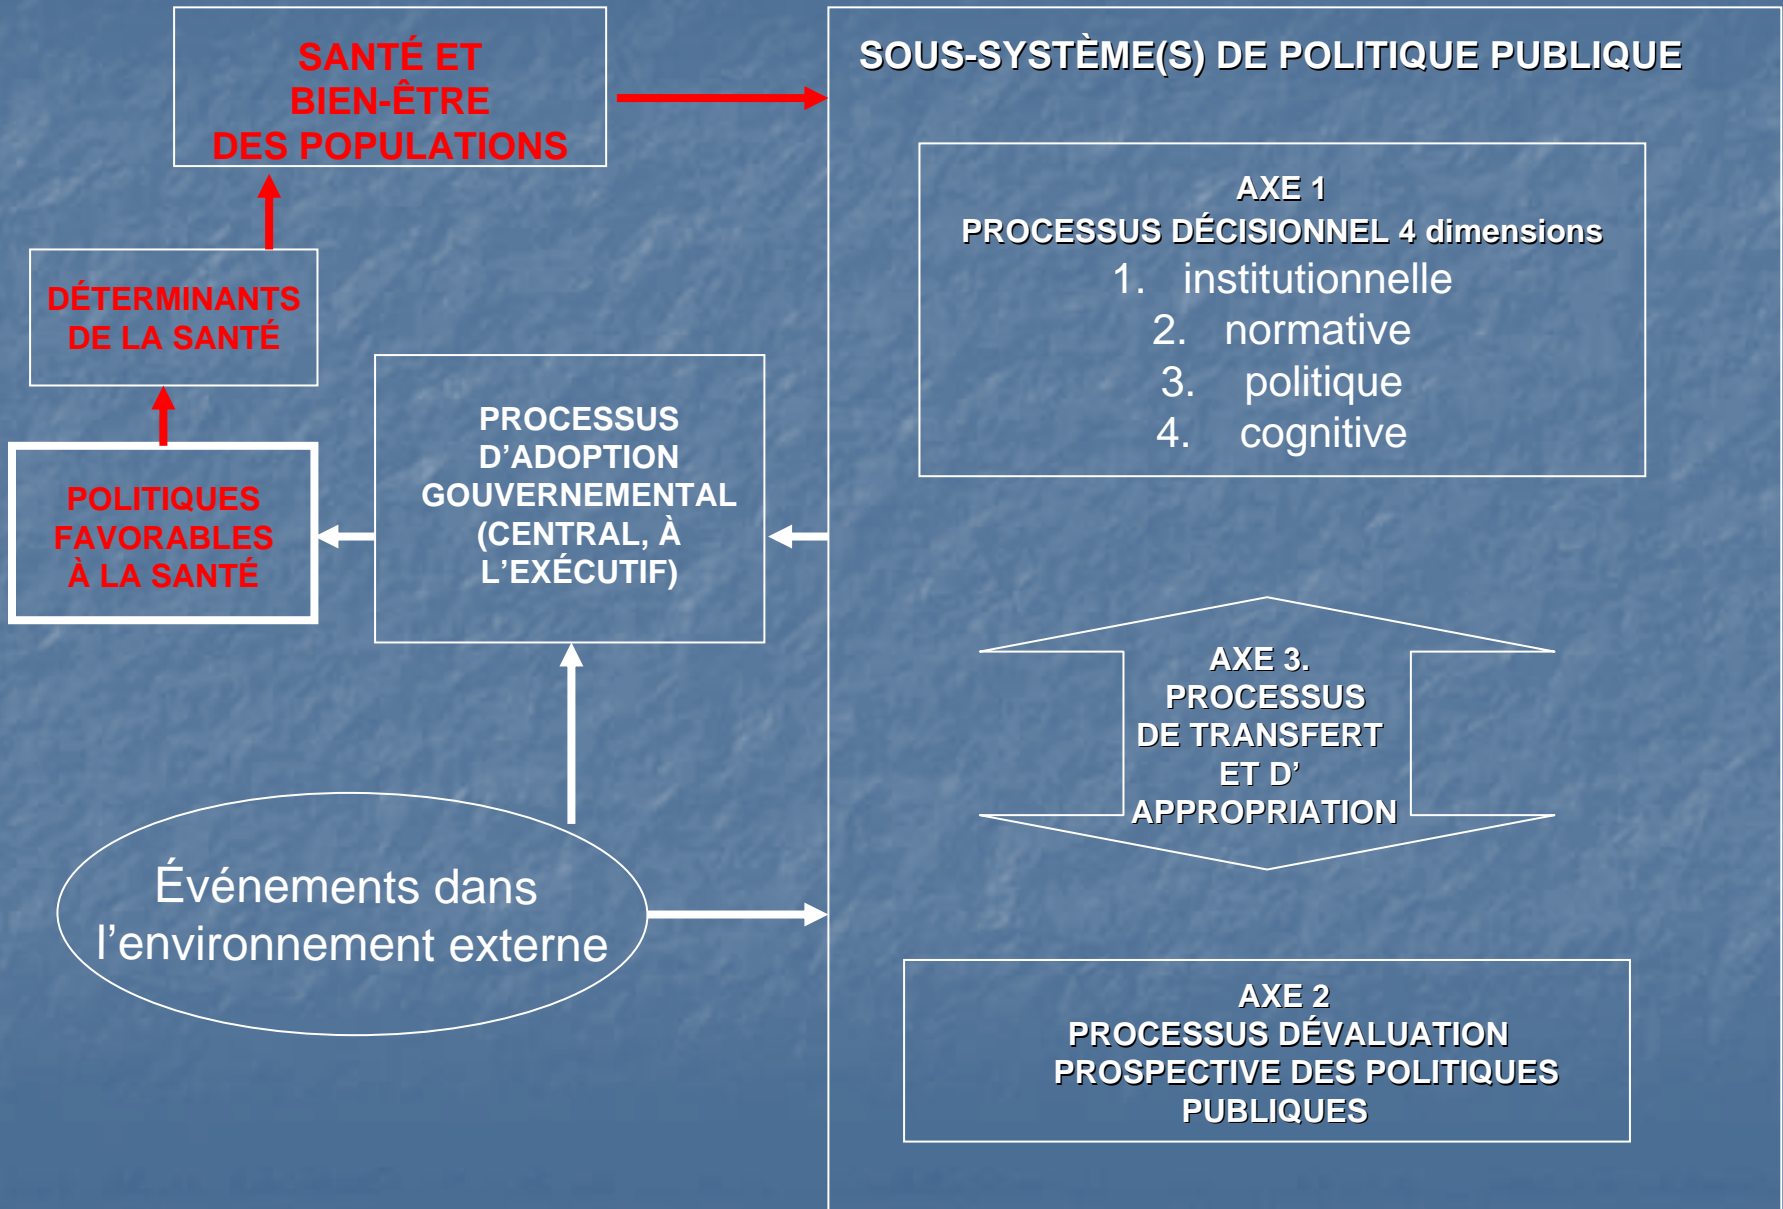 SANTÉ ET
BIEN-ÊTRE
DES POPULATIONS
DÉTERMINANTS
DE LA SANTÉ
POLITIQUES
FAVORABLES
À LA SANTÉ
PROCESSUS
D’ADOPTION
GOUVERNEMENTAL
(CENTRAL, À
L’EXÉCUTIF)
Événements dans
l’environnement externe
SOUS-SYSTÈME(S) DE POLITIQUE PUBLIQUE
AXE 1
PROCESSUS DÉCISIONNEL 4 dimensions
1. institutionnelle
2. normative
3. politique
4. cognitive
AXE 3.
PROCESSUS
DE TRANSFERT
ET D’
APPROPRIATION
AXE 2
PROCESSUS DÉVALUATION
PROSPECTIVE DES POLITIQUES
PUBLIQUES